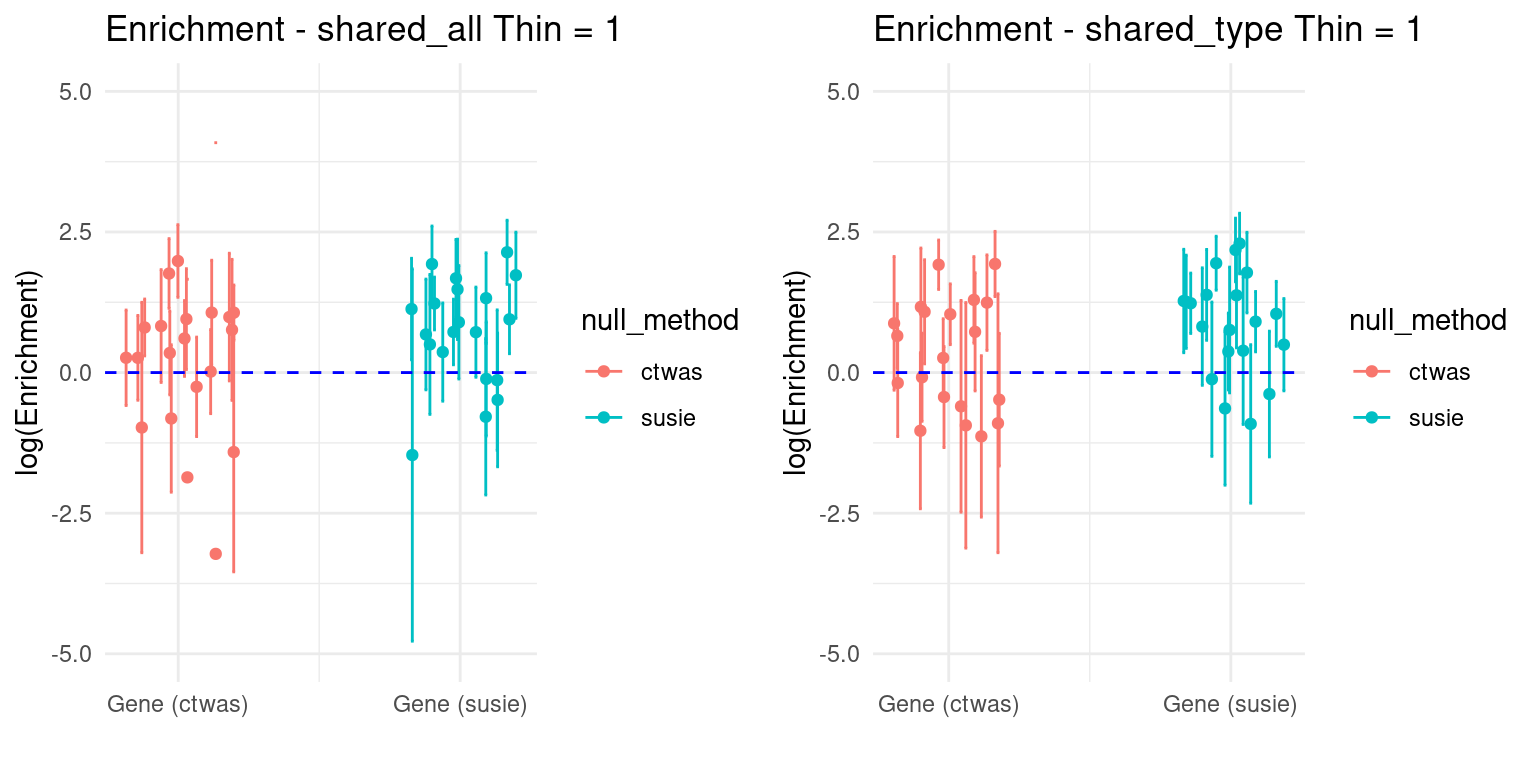 Enrichment - shared_all Thin = 1
5.0
2.5
0.0
-2.5
-5.0
log(Enrichment)
Gene (ctwas)
Gene (susie)
null_method
ctwas
susie
Enrichment - shared_type Thin = 1
5.0
2.5
0.0
-2.5
-5.0
log(Enrichment)
Gene (ctwas)
Gene (susie)
null_method
ctwas
susie